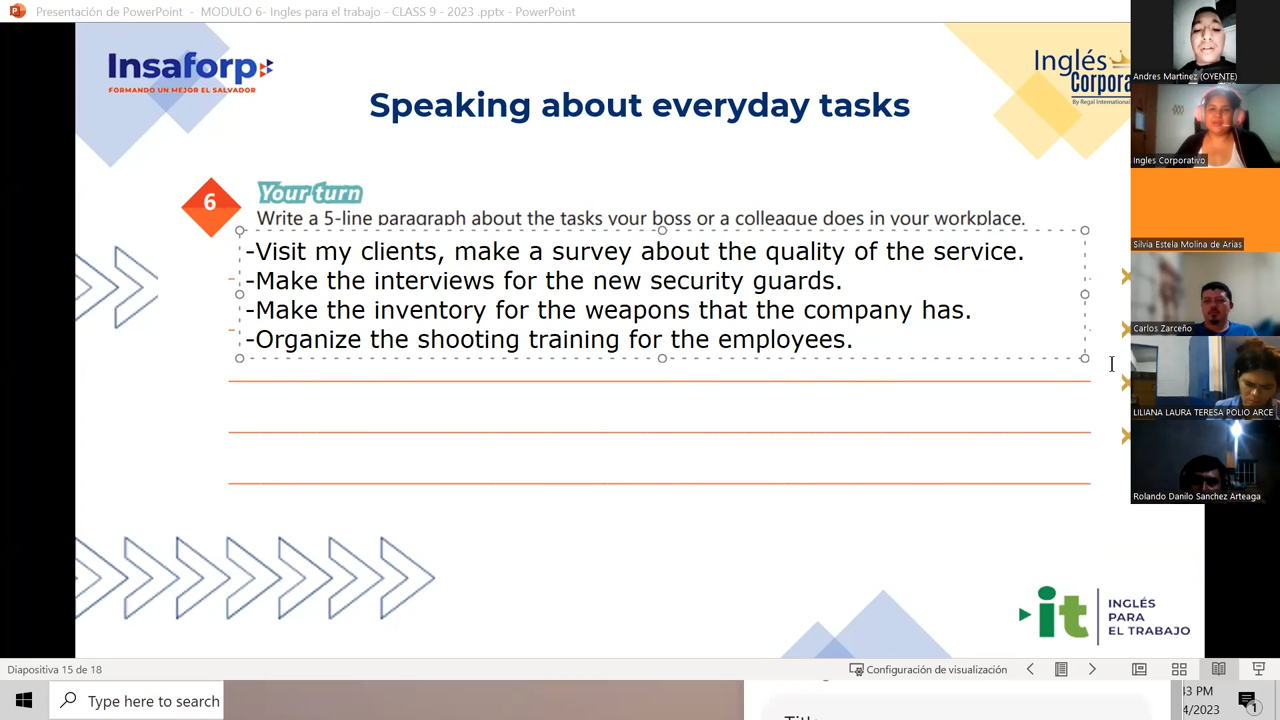 Presentación de PowerPoint - MODULO 6- Ingles para el trabajo - CLASS 9 - 2023 .pptx - PowerPoint
Insaforp
FORMANDO UN MEJOR EL SALVADOR
Inglés
Corpora
By Regal International
Speaking about everyday tasks
6
Your turn
Write a 5-line paragraph about the tasks your boss or a colleague does in your workplace.
-Visit my clients, make a survey about the quality of the service.
-Make the interviews for the new security guards.
-Make the inventory for the weapons that the company has.
-Organize the shooting training for the employees.
it
INGLÉS
PARA
EL TRABAJO
Andres Martinez (OYENTE)
Ingles Corporativo
Silvia Estela Molina de Arias
Carlos Zarceño
LILIANA LAURA TERESA POLIO ARCE
Rolando Danilo Sanchez Arteaga
Diapositiva 15 de 18
Configuración de visualización
Type here to search
:43 PM
4/2023
1